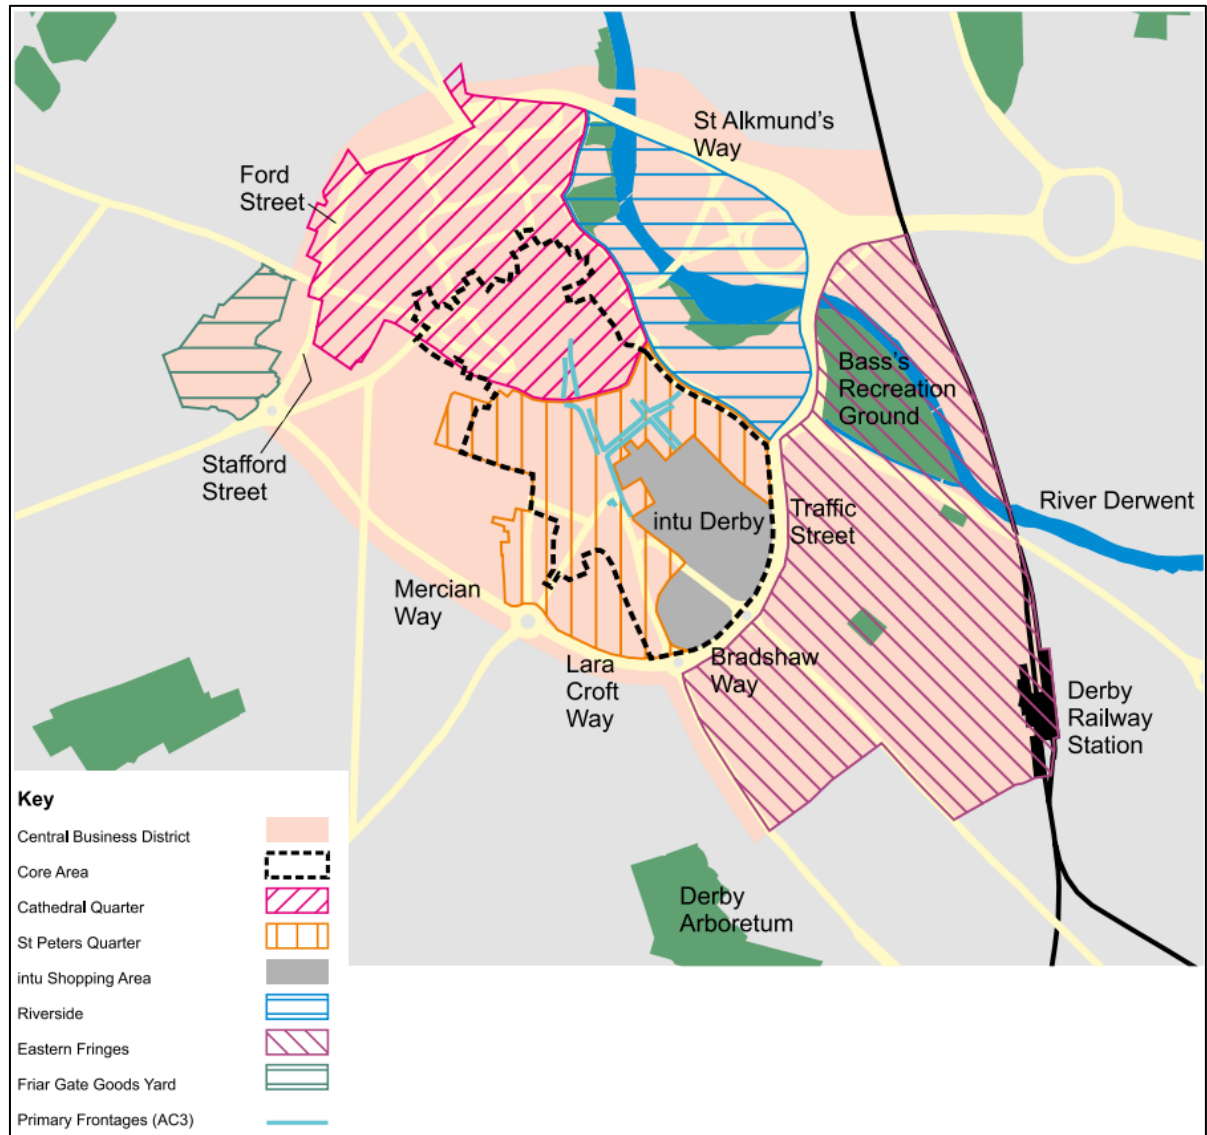 St Alkmund's
Way
Ford
Street
Bass's
Recreation
Ground
Stafford
Street
River Derwent
intu Derby
Traffic
Street
Mercian
Way
Lara
Croft
Way
Bradshaw
Way
Derby
Railway
Station
Derby
Arboretum
Key
Central Business District
Core Area
Cathedral Quarter
St Peters Quarter
intu Shopping Area
Riverside
Eastern Fringes
Friar Gate Goods Yard
Primary Frontages (AC3)